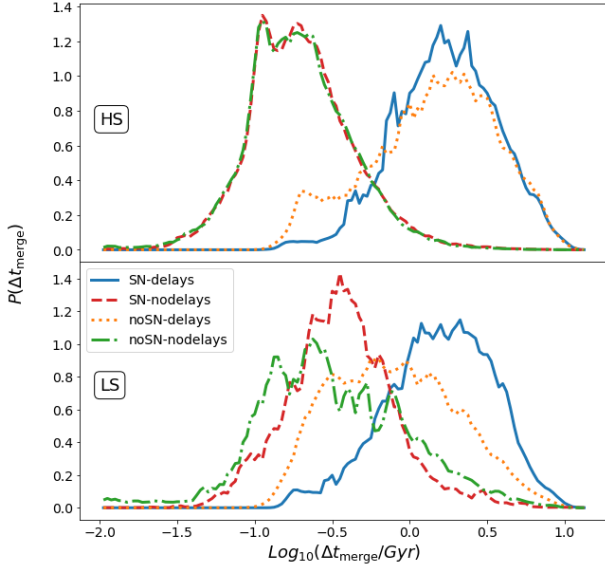 1.4
1.2
1.0
0.8
0.6
0.4
0.2
0.0
HS
1.4
1.2
1.0
0.8
0.6
0.4
0.2
0.0
SN-delays
SN-nodelays
noSN-delays
noSN-nodelays
LS
P(Δt_merge)
−2.0 −1.5 −1.0 −0.5 0.0 0.5 1.0
Log₁₀(Δt_merge/Gyr)